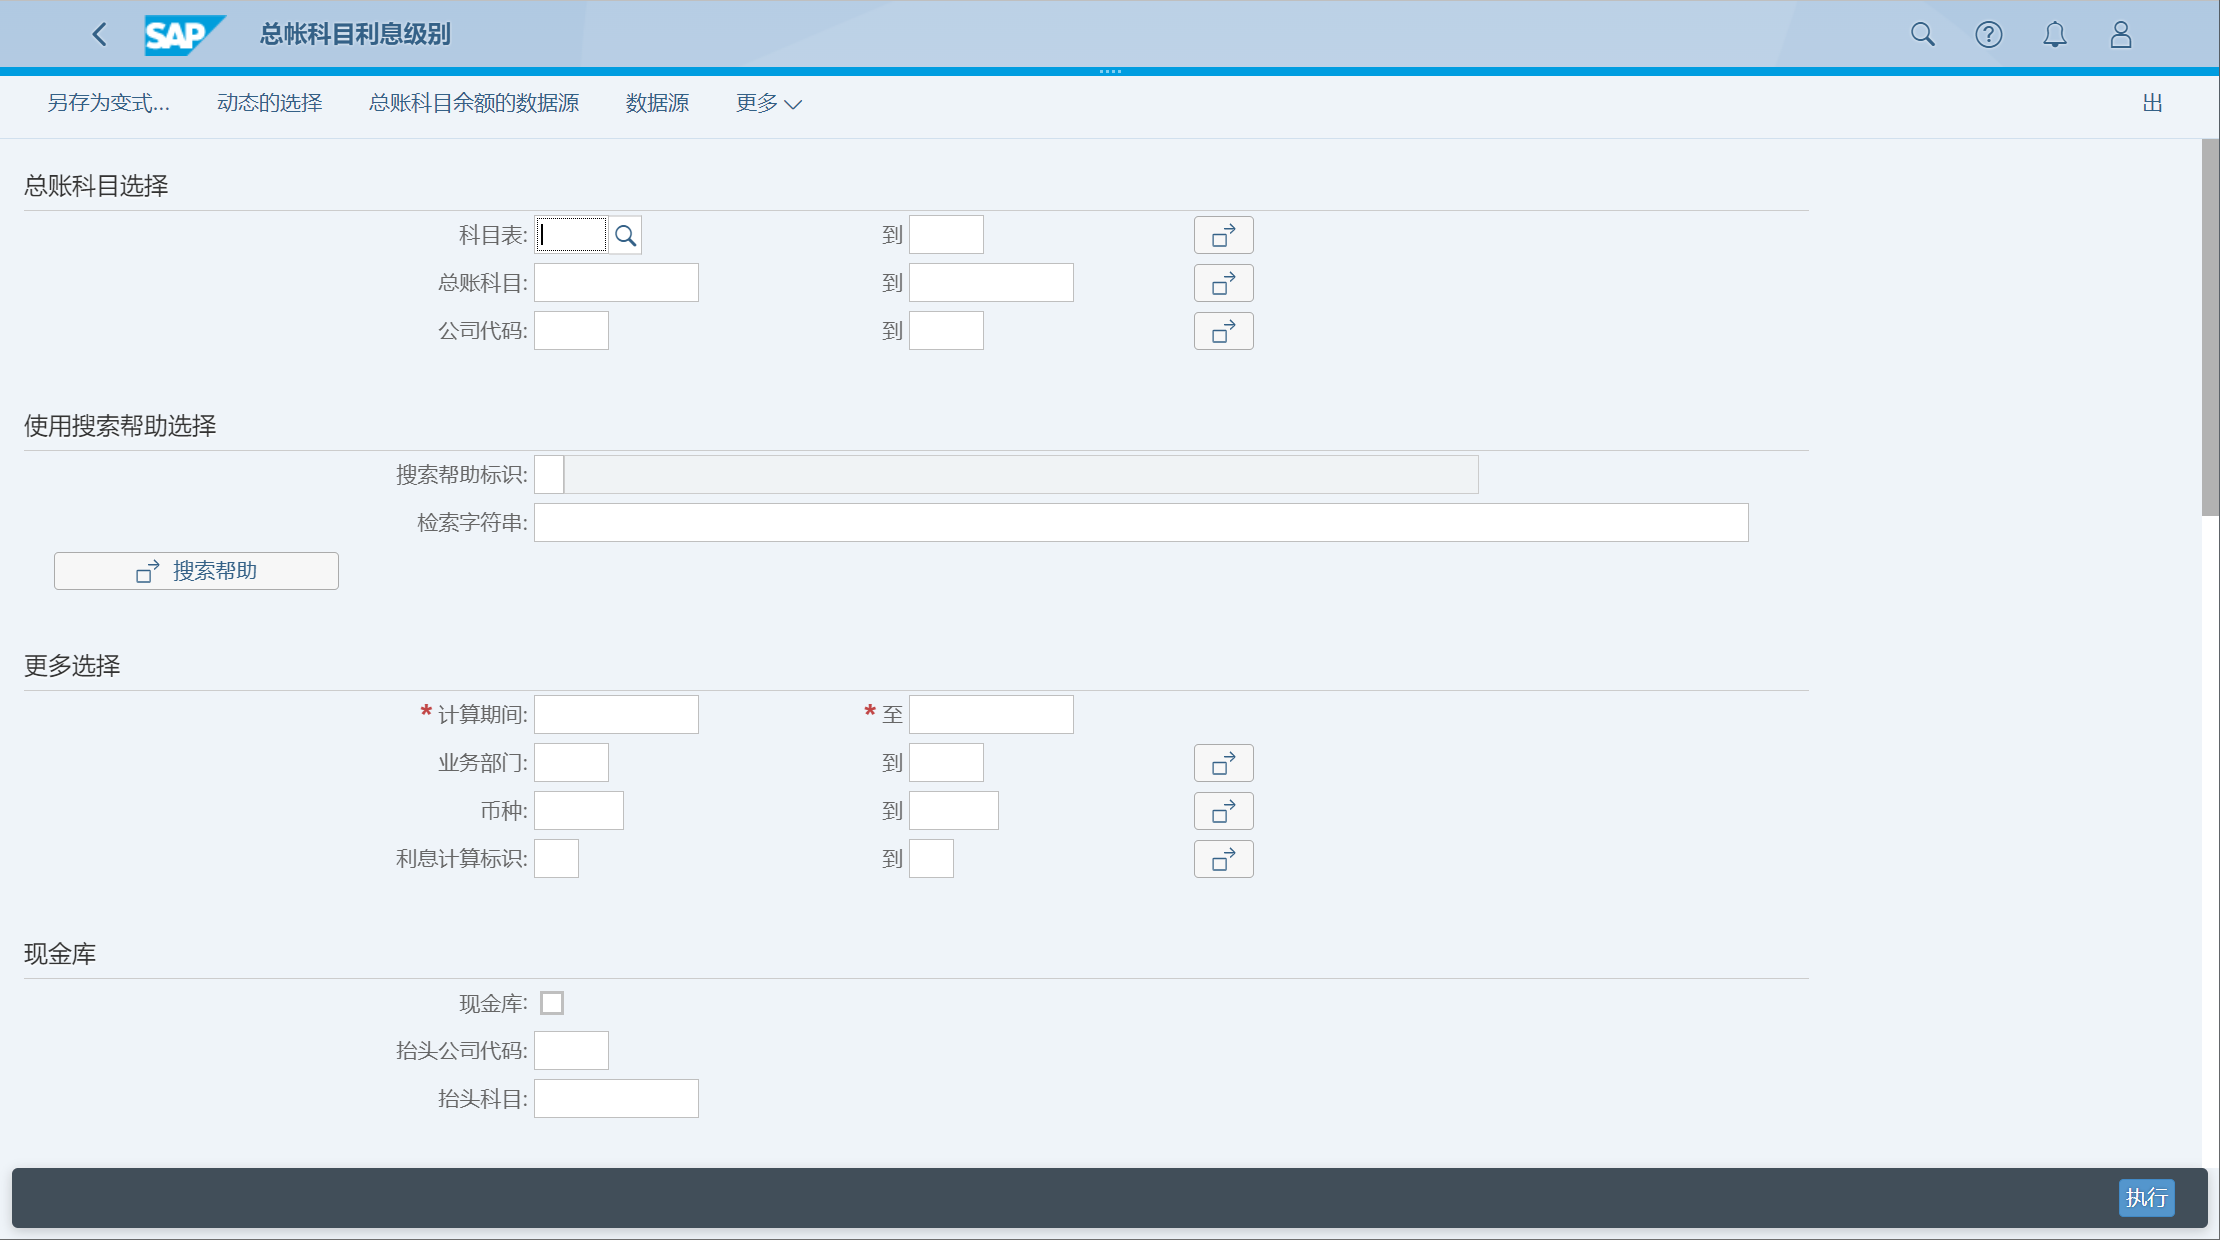 SAP 总帐科目利息级别
另存为变式... 动态的选择 总账科目余额的数据源 数据源 更多 出
总账科目选择
科目表: 到
总账科目: 到
公司代码: 到
使用搜索帮助选择
搜索帮助标识:
检索字符串:
搜索帮助
更多选择
* 计算期间: * 至
业务部门: 到
币种: 到
利息计算标识: 到
现金库
现金库:
抬头公司代码:
抬头科目:
执行